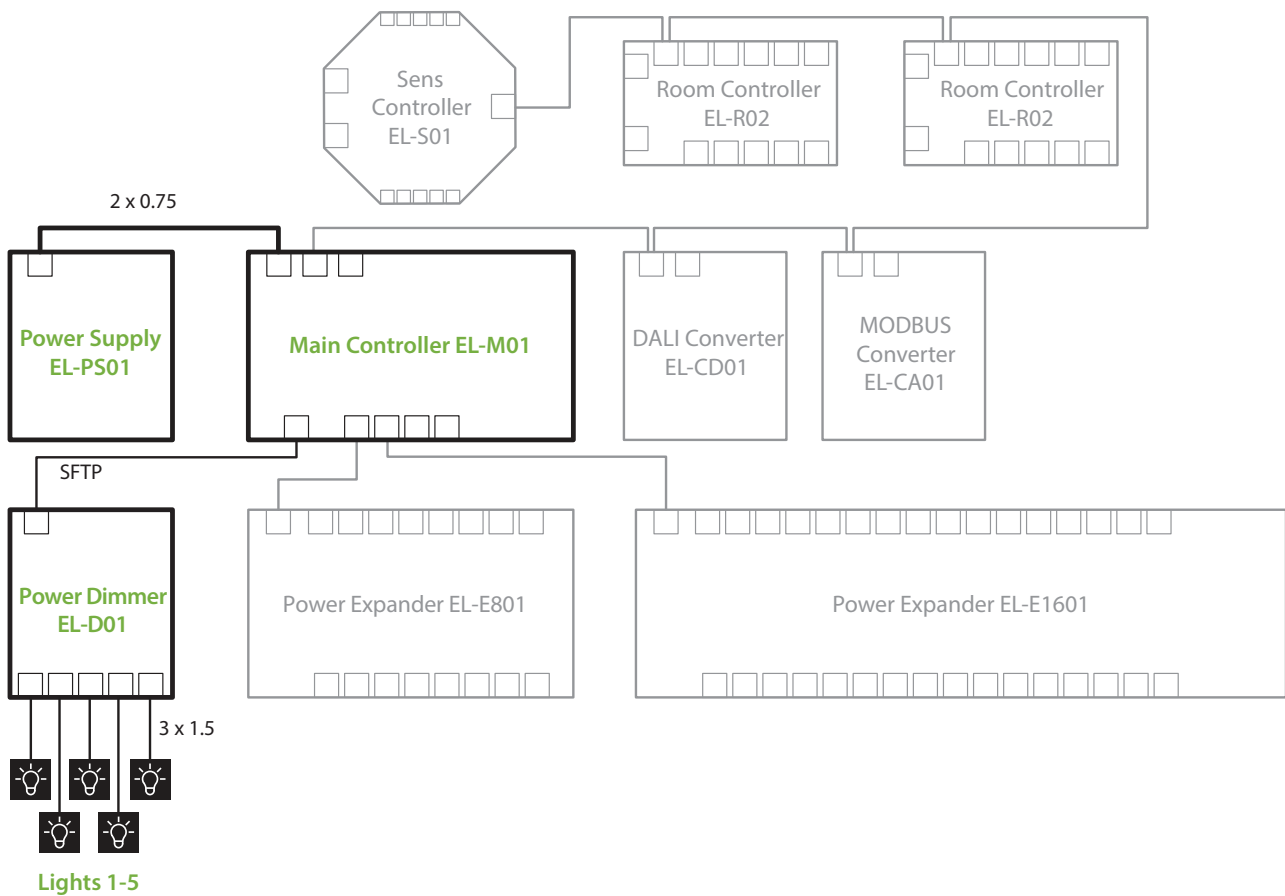 Sens
Controller
EL-S01
Room Controller
EL-R02
Room Controller
EL-R02
2 x 0.75
Power Supply
EL-PS01
Main Controller EL-M01
DALI Converter
EL-CD01
MODBUS
Converter
EL-CA01
SFTP
Power Dimmer
EL-D01
Power Expander EL-E801
Power Expander EL-E1601
3 x 1.5
Lights 1-5